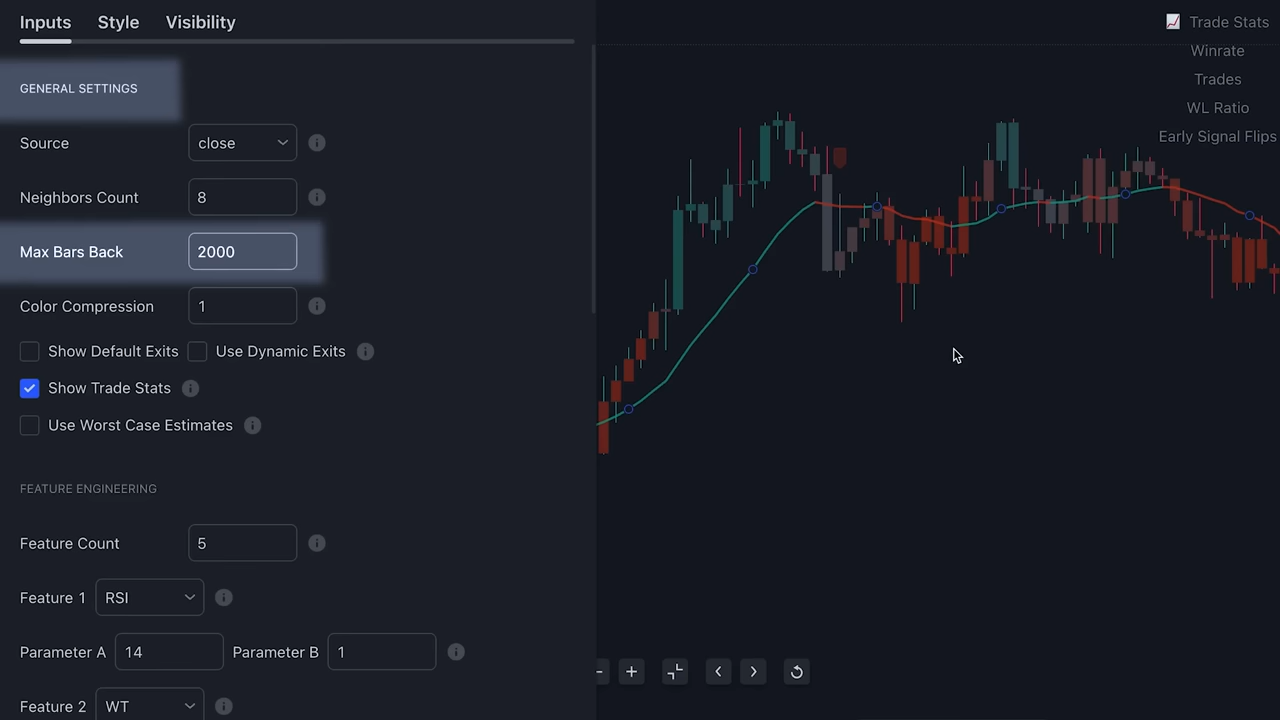 Inputs Style Visibility
GENERAL SETTINGS
Source close
Neighbors Count 8
Max Bars Back 2000
Color Compression 1
Show Default Exits Use Dynamic Exits
Show Trade Stats
Use Worst Case Estimates
FEATURE ENGINEERING
Feature Count 5
Feature 1 RSI
Parameter A 14 Parameter B 1
Feature 2 WT
Trade Stats
Winrate
Trades
WL Ratio
Early Signal Flips